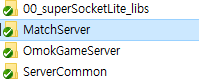 00_superSocketLite_libs
MatchServer
OmokGameServer
ServerCommon